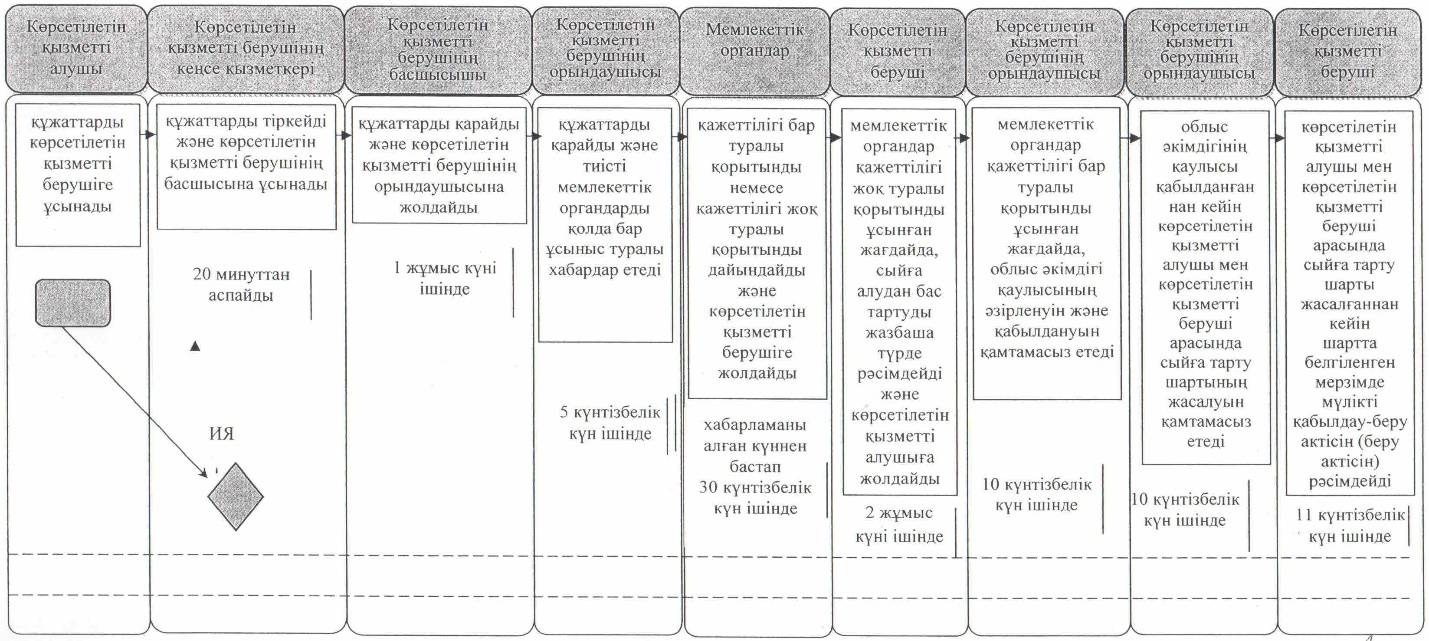 Көрсетілетін
қызметті
алушы
Көрсетілетін
қызметті берушінің
кеңсе қызметкері
Көрсетілетін
қызметті
берушінің
басшысышы
Көрсетілетін
қызметті
берушінің
орындаушысы
Мемлекеттік
органдар
Көрсетілетін
қызметті
беруші
Көрсетілетін
қызметті
берушінің
орындаушысы
Көрсетілетін
қызметті
берушінің
орындаушысы
Көрсетілетін
қызметті
беруші
құжаттарды
көрсетілетін
қызметті
берушіге
ұсынады
құжаттарды тіркейді
және көрсетілетін
қызметті берушінің
басшысына ұсынады
20 минуттан
аспайды
ИЯ
құжаттарды қарайды
және көрсетілетін
қызметті берушінің
орындаушысына
жолдайды
1 жұмыс күні
ішінде
құжаттарды
қарайды және
тиісті
мемлекеттік
органдарды
қолда бар
ұсыныс туралы
хабардар етеді
5 күнтізбелік
күн ішінде
кажеттілігі бар
туралы
қорытынды
немесе
қажеттілігі жоқ
туралы
қорытынды
дайындайды
және
көрсетілетін
қызметті
берушіге
жолдайды
хабарламаны
алған күннен
бастап
30 күнтізбелік
күн ішінде
мемлекеттік
органдар
қажеттілігі
жоқ туралы
қорытынды
ұсынған
жағдайда,
сыйға
алудан бас
тартуды
жазбаша
түрде
рәсімдейді
және
көрсетілетін
қызметті
алушыға
жолдайды
2 жұмыс
күні ішінде
мемлекеттік
органдар
қажеттілігі бар
туралы
қорытынды
ұсынған
жағдайда,
облыс әкімдігі
қаулысының
әзірленуін және
қабылдануын
қамтамасыз етеді
10 күнтізбелік
күн ішінде
облыс
әкімдігінің
қаулысы
қабылданған
нан кейін
көрсетілетін
қызметті
алушы мен
көрсетілетін
қызметті
беруші
арасында
сыйға тарту
шартының
жасалуын
қамтамасыз
етеді
10 күнтізбелік
күн ішінде
көрсетілетін
қызметті
алушы мен
көрсетілетін
қызметті
беруші
арасында
сыйға тарту
шарты
жасалғаннан
кейін
шартта
белгіленген
мерзімде
мүлікті
қабылдау-беру
актісін (беру
актісін)
рәсімдейді
11 күнтізбелік
күн ішінде